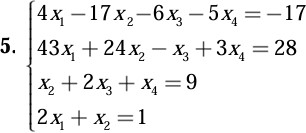 5. 4x₁ − 17x₂ − 6x₃ − 5x₄ = −17
43x₁ + 24x₂ − x₃ + 3x₄ = 28
x₂ + 2x₃ + x₄ = 9
2x₁ + x₂ = 1